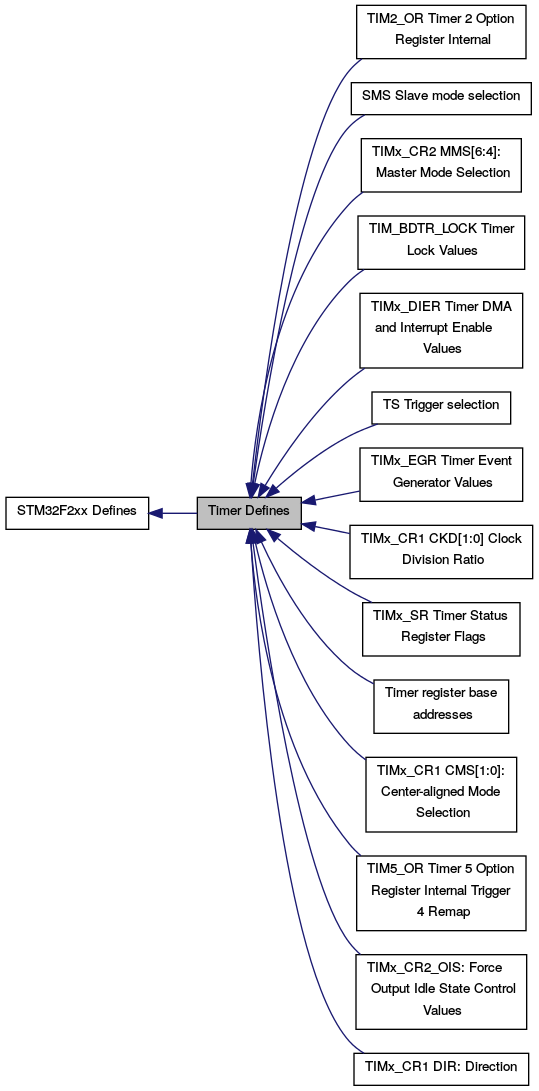 TIM2_OR Timer 2 Option
Register Internal
SMS Slave mode selection
TIMx_CR2 MMS[6:4]:
Master Mode Selection
TIM_BDTR_LOCK Timer
Lock Values
TIMx_DIER Timer DMA
and Interrupt Enable
Values
TS Trigger selection
TIMx_EGR Timer Event
Generator Values
STM32F2xx Defines
Timer Defines
TIMx_CR1 CKD[1:0] Clock
Division Ratio
TIMx_SR Timer Status
Register Flags
Timer register base
addresses
TIMx_CR1 CMS[1:0]:
Center-aligned Mode
Selection
TIM5_OR Timer 5 Option
Register Internal Trigger
4 Remap
TIMx_CR2_OIS: Force
Output Idle State Control
Values
TIMx_CR1 DIR: Direction